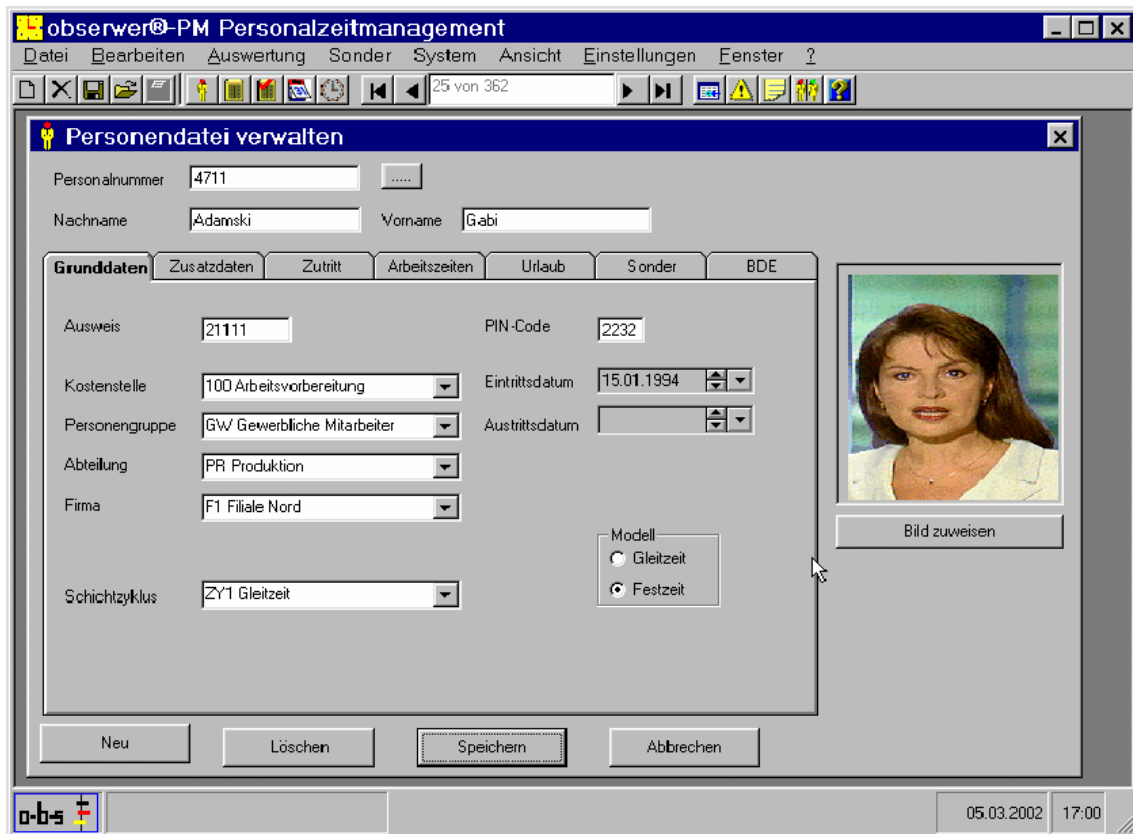 obserwer®-PM Personalzeitmanagement
Datei Bearbeiten Auswertung Sonder System Ansicht Einstellungen Fenster ?
25 von 362
Personendatei verwalten
Personalnummer 4711 .....
Nachname Adamski Vorname Gabi
Grunddaten Zusatzdaten Zutritt Arbeitszeiten Urlaub Sonder BDE
Ausweis 21111 PIN-Code 2232
Kostenstelle 100 Arbeitsvorbereitung Eintrittsdatum 15.01.1994
Personengruppe GW Gewerbliche Mitarbeiter Austrittsdatum
Abteilung PR Produktion
Firma F1 Filiale Nord
Bild zuweisen
Modell
Gleitzeit
Schichtzyklus ZY1 Gleitzeit Festzeit
Neu Löschen Speichern Abbrechen
o-b-s 05.03.2002 17:00